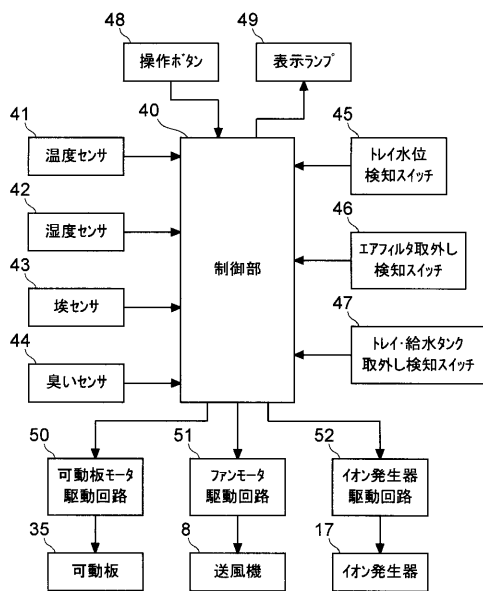 48
操作ﾎﾞﾀﾝ
49
表示ﾗﾝﾌﾟ
40
制御部
41
温度センサ
42
湿度センサ
43
埃センサ
44
臭いセンサ
45
ﾄﾚｲ水位
検知ｽｲｯﾁ
46
ｴｱﾌｨﾙﾀ取外し
検知ｽｲｯﾁ
47
ﾄﾚｲ・給水ﾀﾝｸ
取外し検知ｽｲｯﾁ
50
可動板ﾓｰﾀ
駆動回路
51
ﾌｧﾝﾓｰﾀ
駆動回路
52
ｲｵﾝ発生器
駆動回路
35
可動板
8
送風機
17
ｲｵﾝ発生器